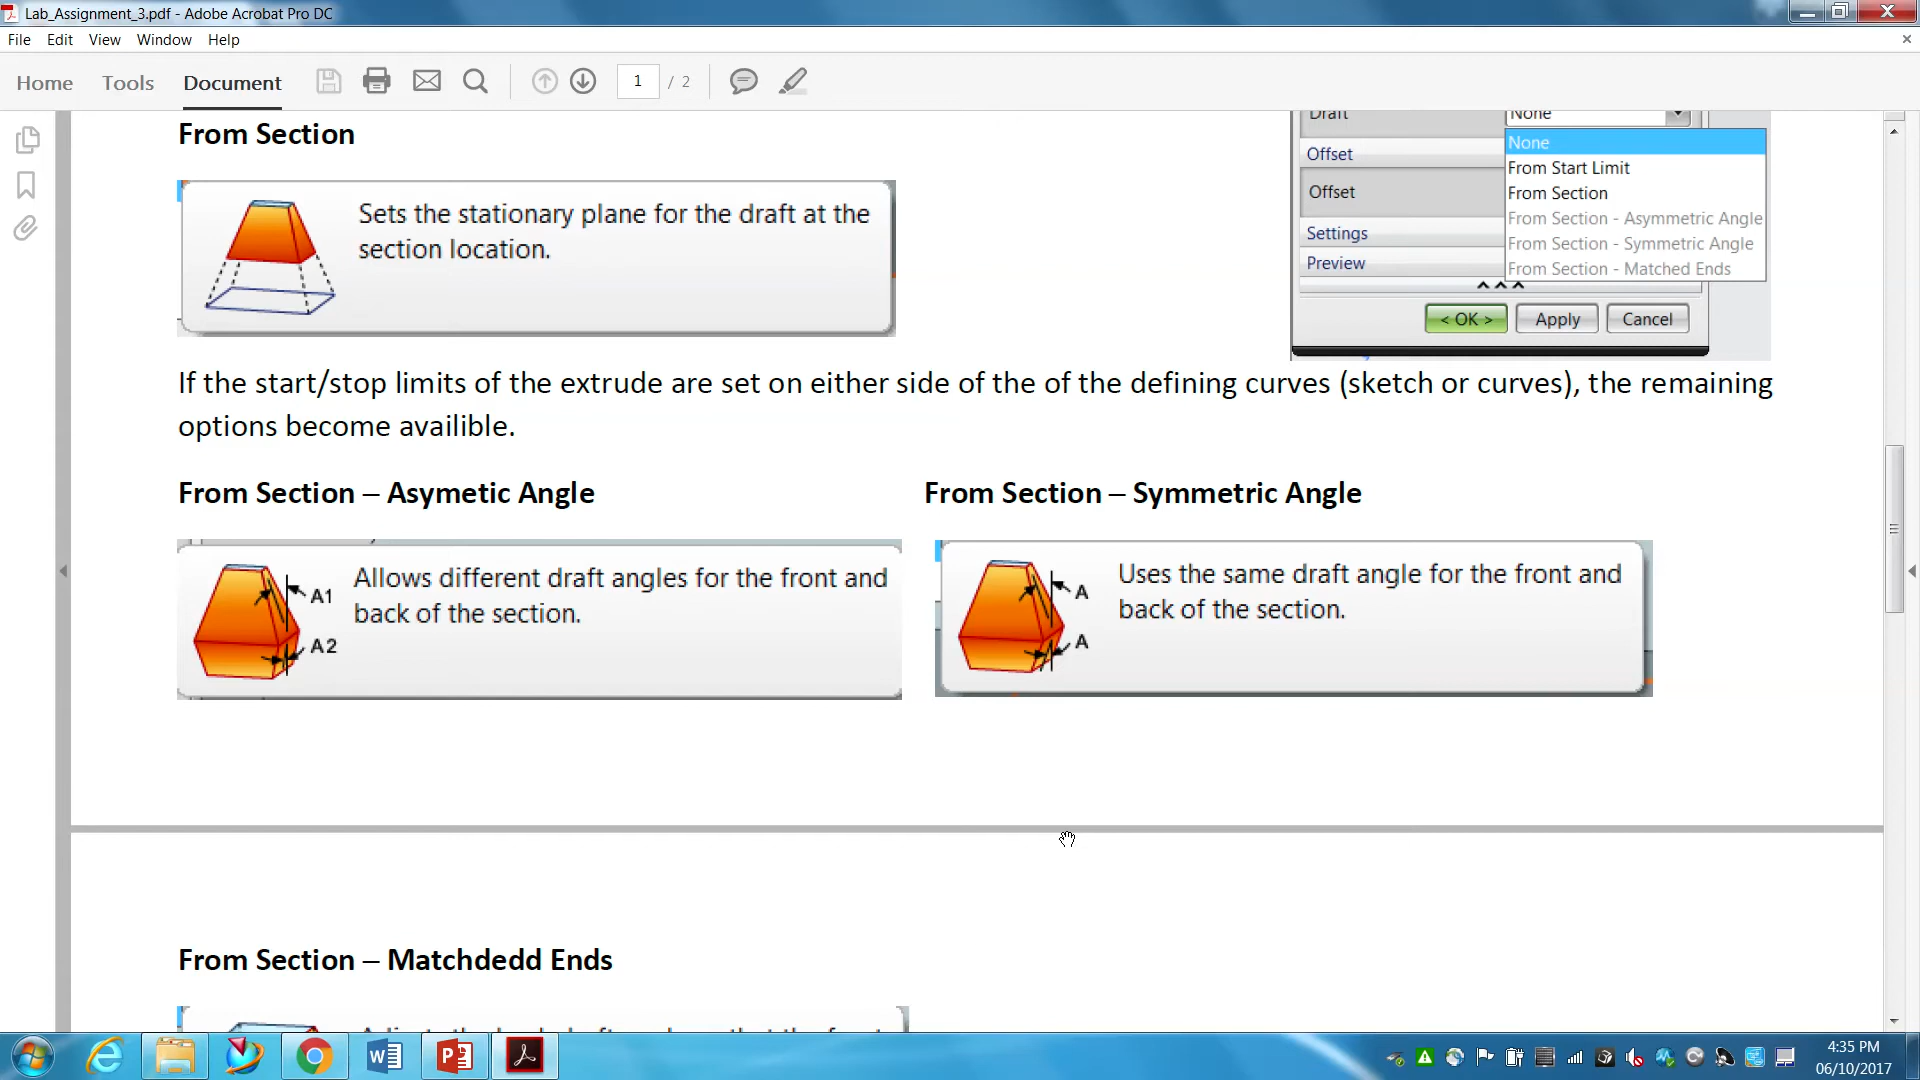 Lab_Assignment_3.pdf - Adobe Acrobat Pro DC
File Edit View Window Help
Home Tools Document 1 / 2
From Section
Sets the stationary plane for the draft at the
section location.
Draft None
None
Offset
From Start Limit
Offset From Section
From Section - Asymmetric Angle
Settings
From Section - Symmetric Angle
Preview From Section - Matched Ends
< OK > Apply Cancel
If the start/stop limits of the extrude are set on either side of the of the defining curves (sketch or curves), the remaining
options become availible.
From Section – Asymetic Angle
A1
A2
Allows different draft angles for the front and
back of the section.
From Section – Symmetric Angle
A
A
Uses the same draft angle for the front and
back of the section.
From Section – Matchdedd Ends
4:35 PM
06/10/2017